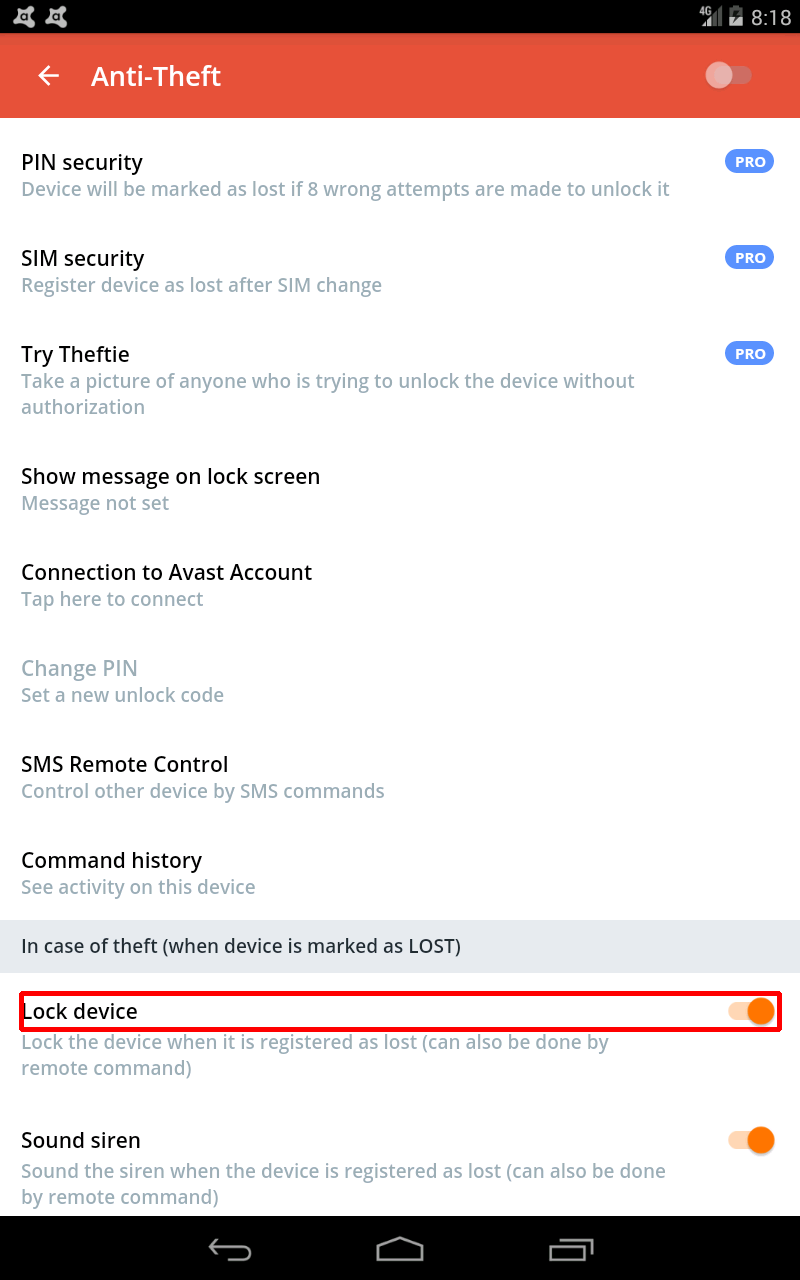 4G 8:18
Anti-Theft
PIN security PRO
Device will be marked as lost if 8 wrong attempts are made to unlock it
SIM security PRO
Register device as lost after SIM change
Try Theftie PRO
Take a picture of anyone who is trying to unlock the device without
authorization
Show message on lock screen
Message not set
Connection to Avast Account
Tap here to connect
Change PIN
Set a new unlock code
SMS Remote Control
Control other device by SMS commands
Command history
See activity on this device
In case of theft (when device is marked as LOST)
Lock device
Lock the device when it is registered as lost (can also be done by
remote command)
Sound siren
Sound the siren when the device is registered as lost (can also be done
by remote command)